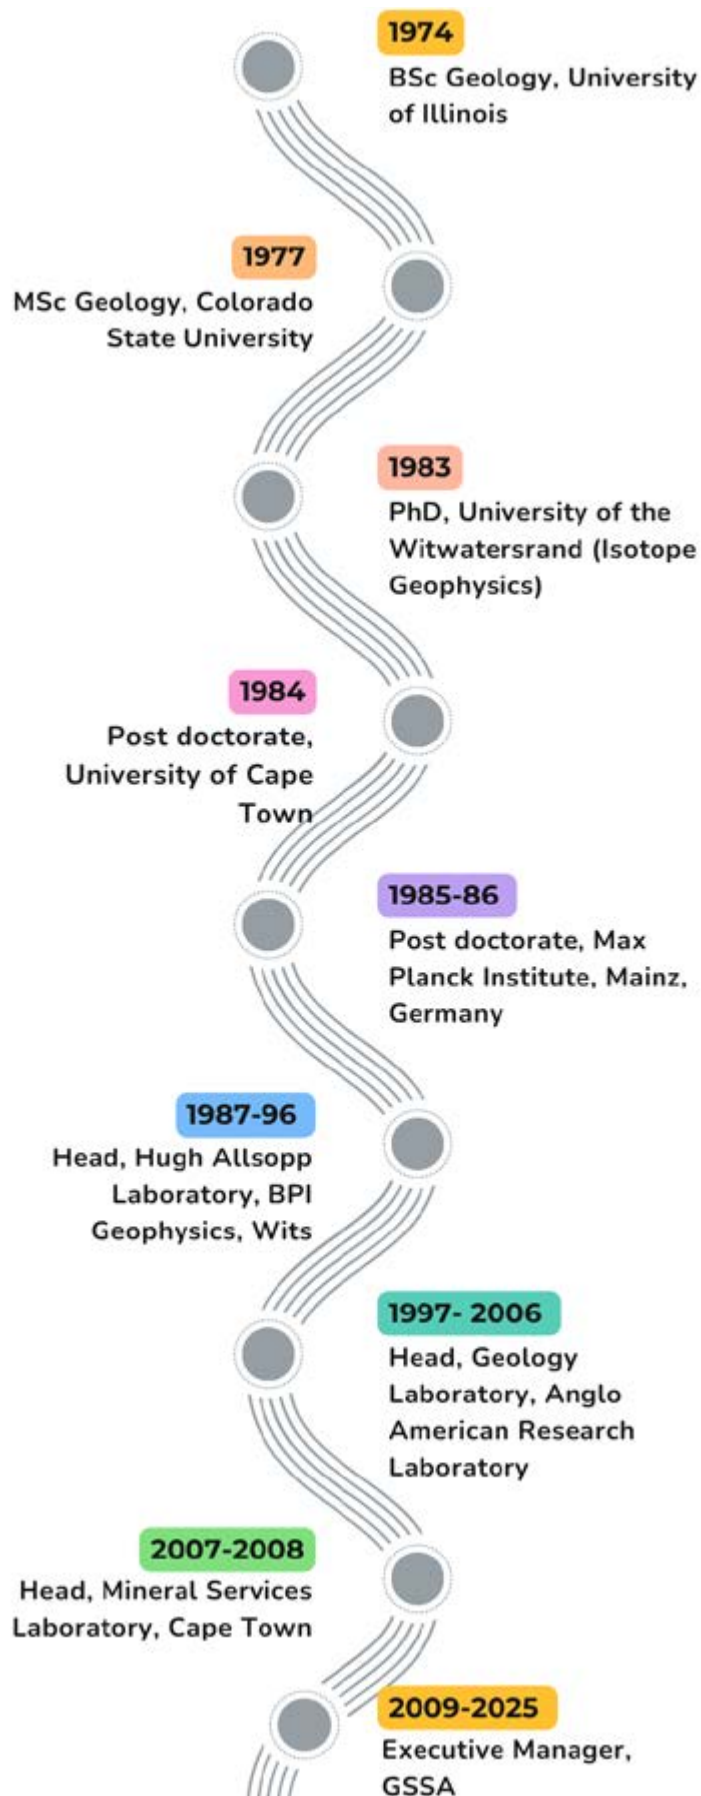 1974
BSc Geology, University
of Illinois
1977
MSc Geology, Colorado
State University
1983
PhD, University of the
Witwatersrand (Isotope
Geophysics)
1984
Post doctorate,
University of Cape
Town
1985-86
Post doctorate, Max
Planck Institute, Mainz,
Germany
1987-96
Head, Hugh Allsopp
Laboratory, BPI
Geophysics, Wits
1997- 2006
Head, Geology
Laboratory, Anglo
American Research
Laboratory
2007-2008
Head, Mineral Services
Laboratory, Cape Town
2009-2025
Executive Manager,
GSSA